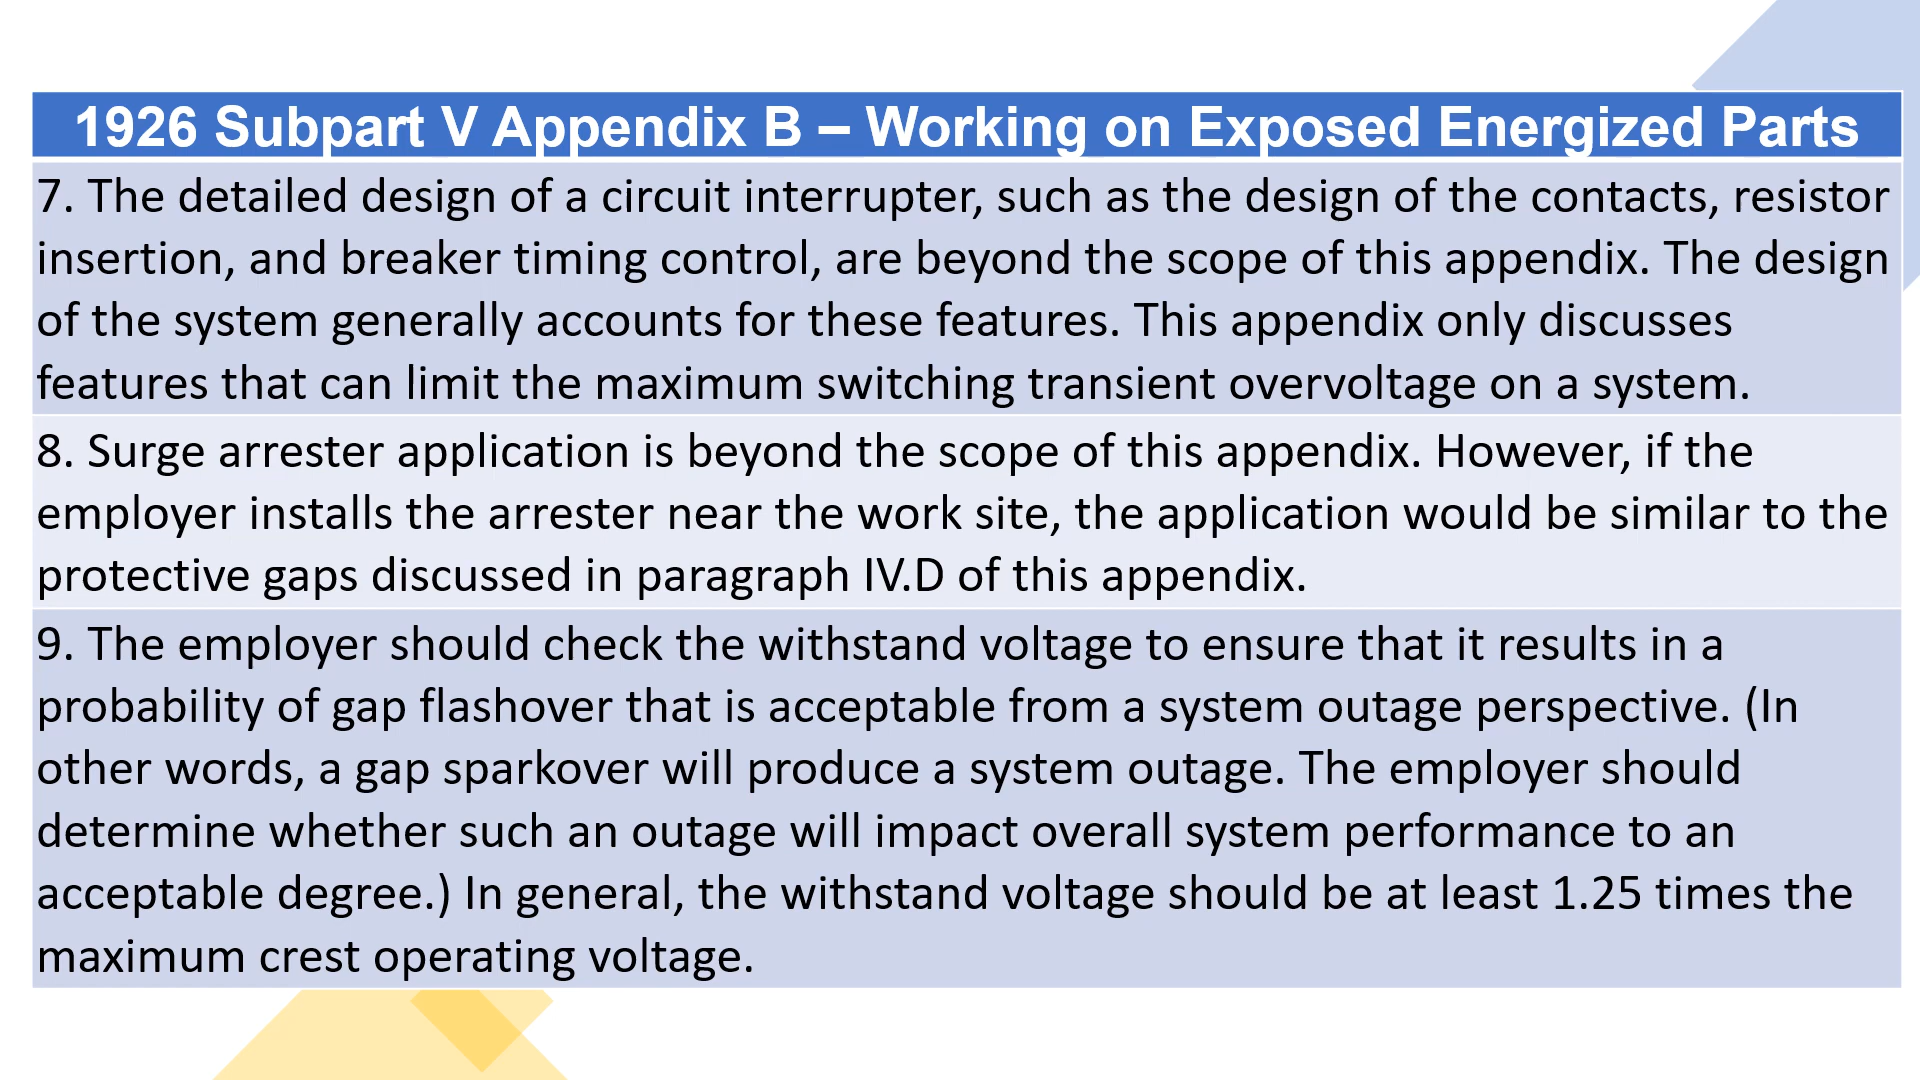 1926 Subpart V Appendix B – Working on Exposed Energized Parts
7. The detailed design of a circuit interrupter, such as the design of the contacts, resistor
insertion, and breaker timing control, are beyond the scope of this appendix. The design
of the system generally accounts for these features. This appendix only discusses
features that can limit the maximum switching transient overvoltage on a system.
8. Surge arrester application is beyond the scope of this appendix. However, if the
employer installs the arrester near the work site, the application would be similar to the
protective gaps discussed in paragraph IV.D of this appendix.
9. The employer should check the withstand voltage to ensure that it results in a
probability of gap flashover that is acceptable from a system outage perspective. (In
other words, a gap sparkover will produce a system outage. The employer should
determine whether such an outage will impact overall system performance to an
acceptable degree.) In general, the withstand voltage should be at least 1.25 times the
maximum crest operating voltage.